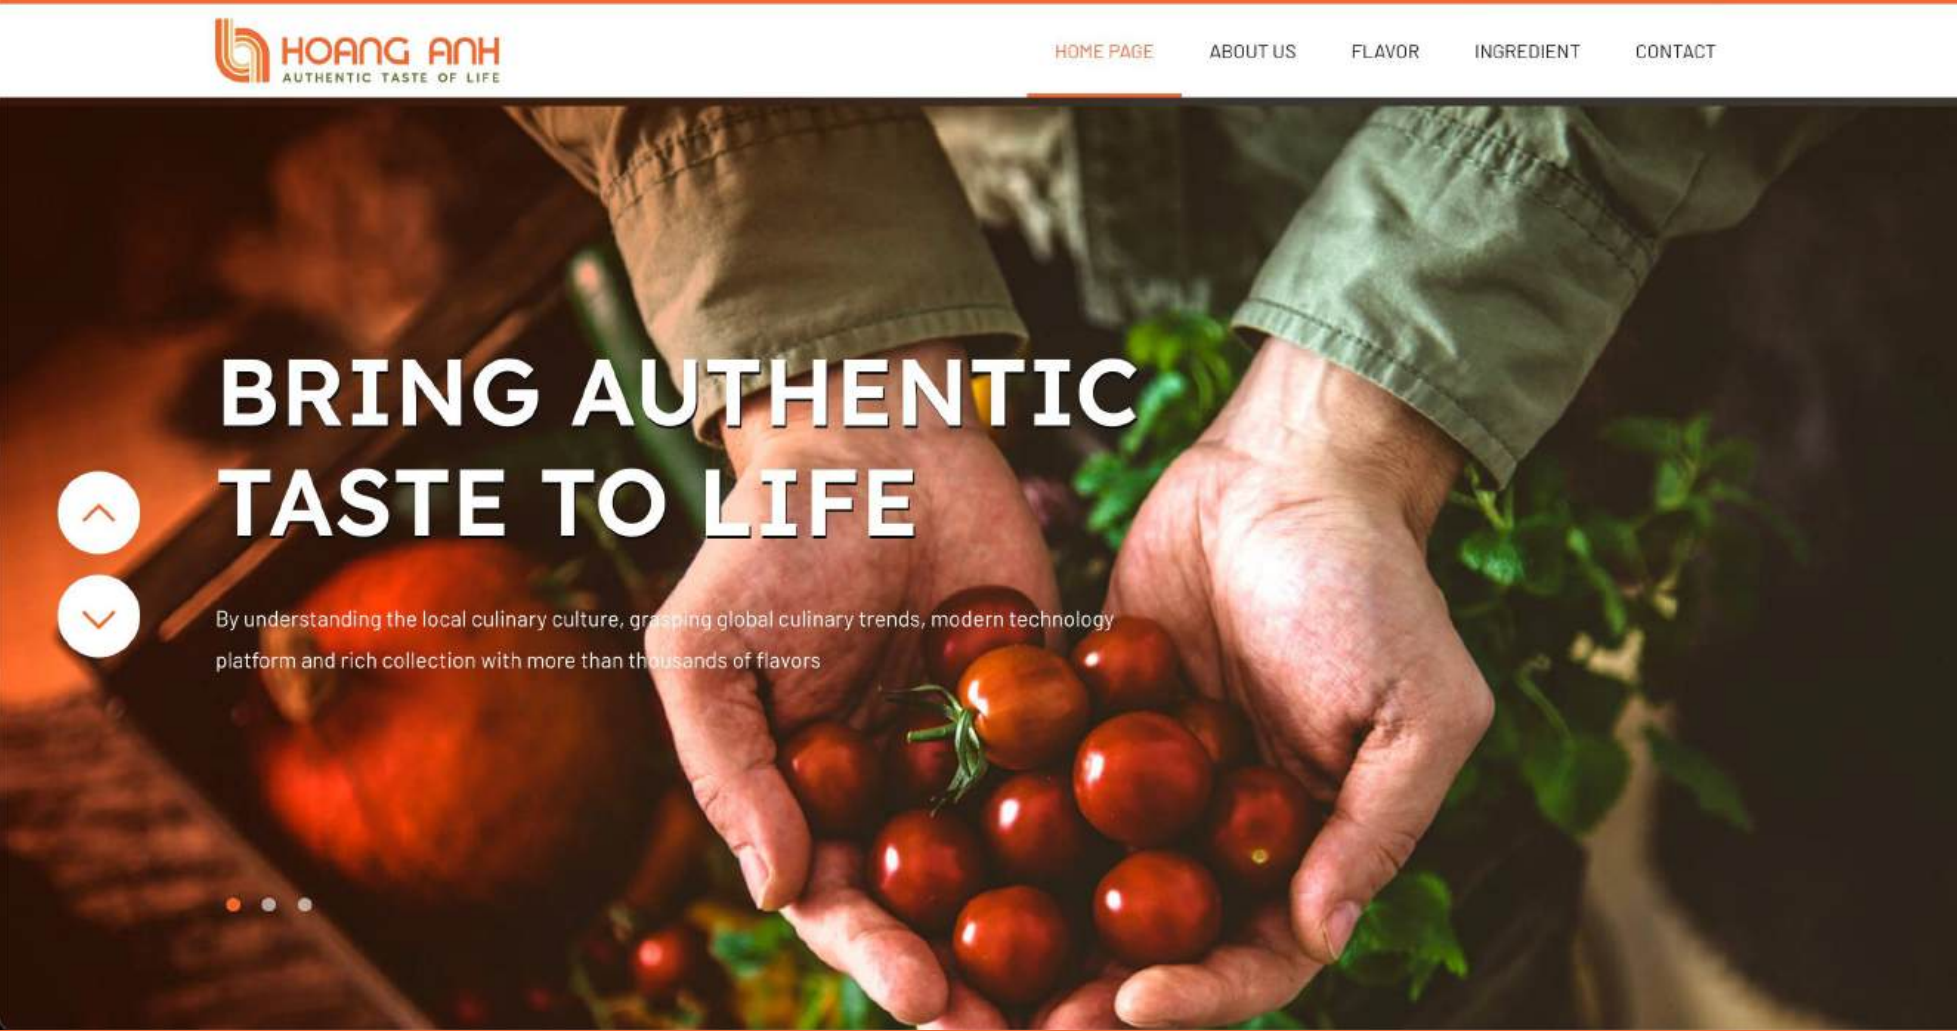 HOANG ANH
AUTHENTIC TASTE OF LIFE
HOME PAGE
ABOUT US
FLAVOR
INGREDIENT
CONTACT
BRING AUTHENTIC
TASTE TO LIFE
By understanding the local culinary culture, grasping global culinary trends, modern technology
platform and rich collection with more than thousands of flavors